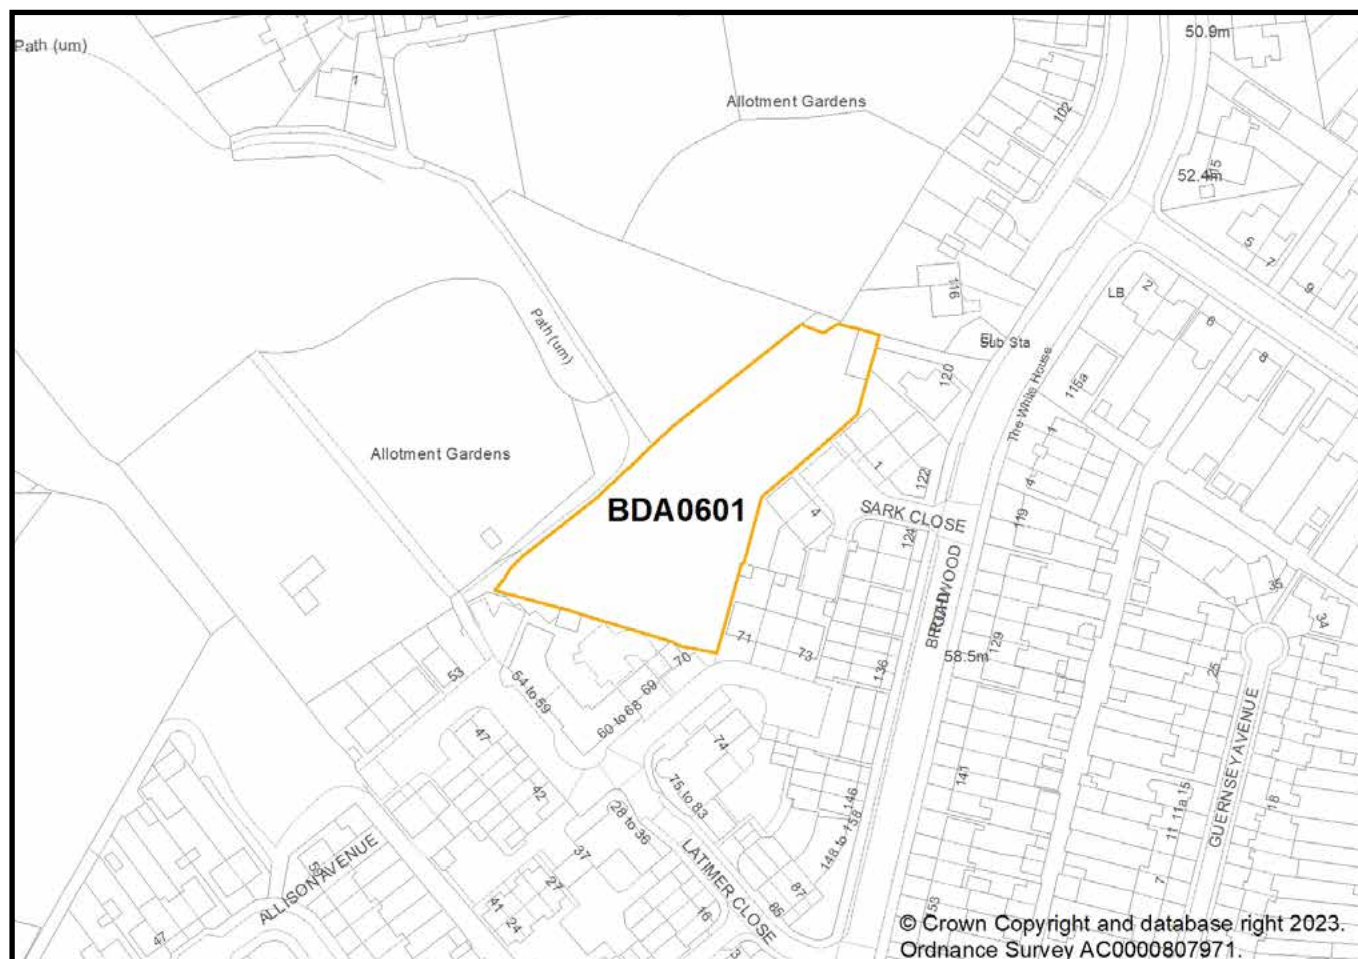 Path (um)
50.9m
1
Allotment Gardens
102
115
52.4m
5
7
9
116
LB
2
6
8
El
Sub Sta
Path (um)
The White House
115a
120
Allotment Gardens
1
1
4
122
BDA0601
4
SARK CLOSE
119
124
BROADWOOD
ROAD
129
58.5m
35
34
25
71
73
70
69
136
53
54 to 59
60 to 68
47
42
74
75 to 83
141
146
148 to 158
GUERNSEY AVENUE
15
11a
11
18
7
28 to 36
37
27
41
24
16
LATIMER CLOSE
87
85
3
59
ALLISON AVENUE
47
53
© Crown Copyright and database right 2023.
Ordnance Survey AC0000807971.